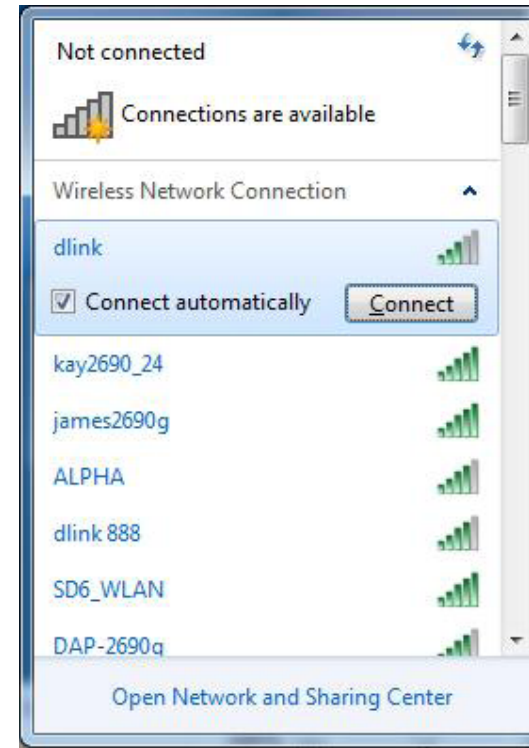 Not connected
Connections are available
Wireless Network Connection
dlink
Connect automatically Connect
kay2690_24
james2690g
ALPHA
dlink 888
SD6_WLAN
DAP-2690g
Open Network and Sharing Center